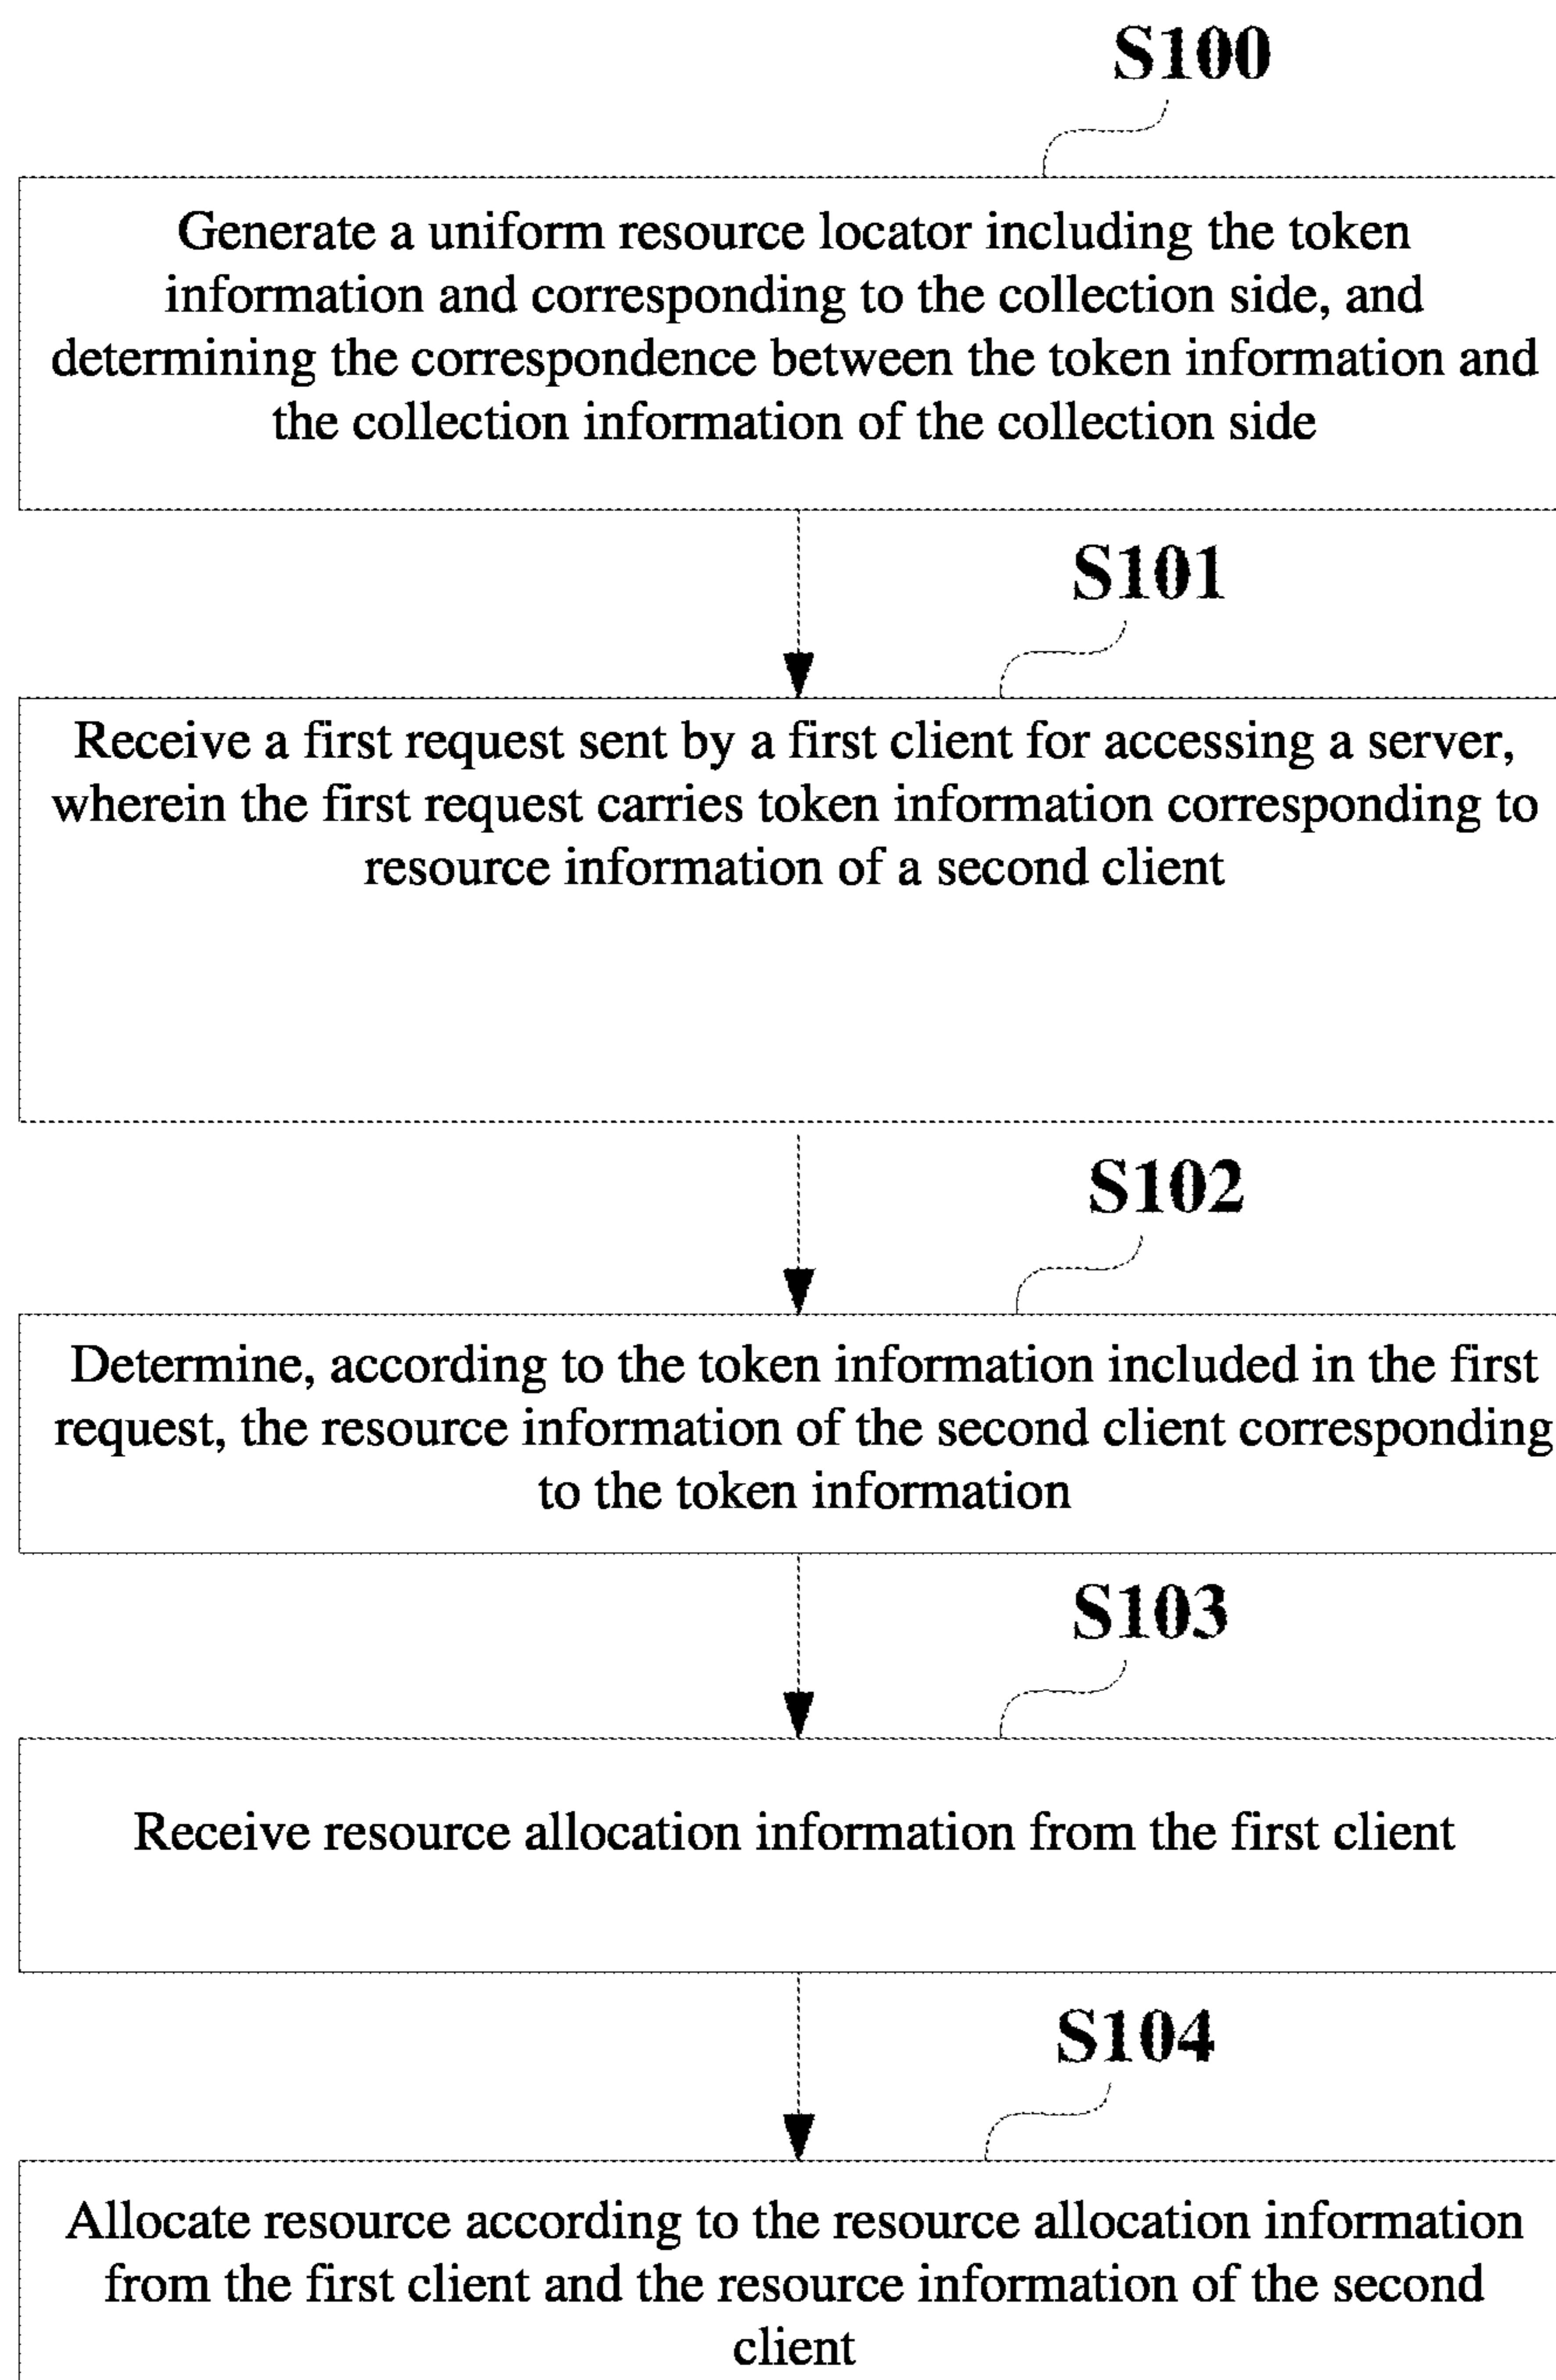 S100
Generate a uniform resource locator including the token
information and corresponding to the collection side, and
determining the correspondence between the token information and
the collection information of the collection side
S101
Receive a first request sent by a first client for accessing a server,
wherein the first request carries token information corresponding to
resource information of a second client
S102
Determine, according to the token information included in the first
request, the resource information of the second client corresponding
to the token information
S103
Receive resource allocation information from the first client
S104
Allocate resource according to the resource allocation information
from the first client and the resource information of the second
client